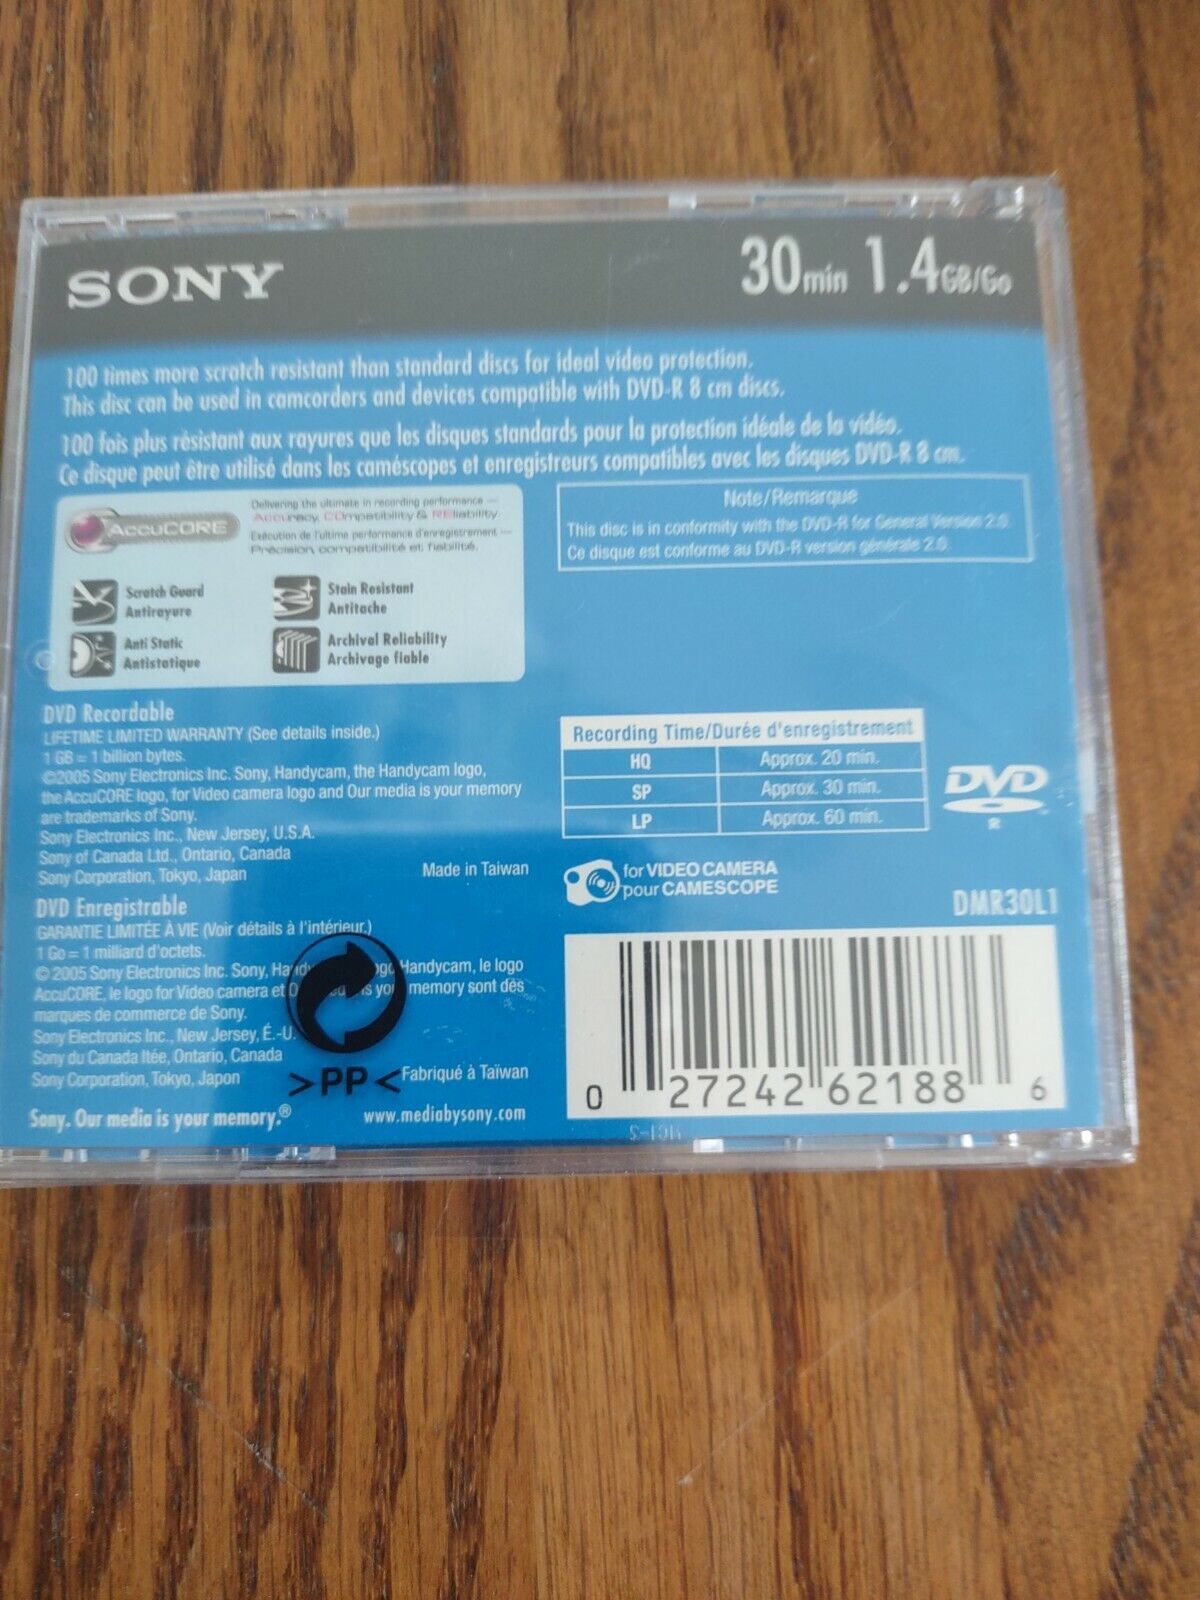 SONY
30min 1.4GB/Go
100 times more scratch resistant than standard discs for ideal video protection.
This disc can be used in camcorders and devices compatible with DVD-R 8 cm discs.
100 fois plus résistant aux rayures que les disques standards pour la protection idéale de la vidéo.
Ce disque peut être utilisé dans les caméscopes et enregistreurs compatibles avec les disques DVD-R 8 cm.
AccuCORE
Delivering the ultimate in recording performance —
Accuracy, COmpatibility & REliability.
Exécution de l'ultime performance d'enregistrement —
Précision, compatibilité et fiabilité.
Scratch Guard
Antirayure
Stain Resistant
Antitache
Anti Static
Antistatique
Archival Reliability
Archivage fiable
Note/Remarque
This disc is in conformity with the DVD-R for General Version 2.0.
Ce disque est conforme au DVD-R version générale 2.0.
DVD Recordable
LIFETIME LIMITED WARRANTY (See details inside.)
1 GB = 1 billion bytes.
©2005 Sony Electronics Inc. Sony, Handycam, the Handycam logo,
the AccuCORE logo, for Video camera logo and Our media is your memory
are trademarks of Sony.
Sony Electronics Inc., New Jersey, U.S.A.
Sony of Canada Ltd., Ontario, Canada
Sony Corporation, Tokyo, Japan
Made in Taiwan
DVD Enregistrable
GARANTIE LIMITÉE À VIE (Voir détails à l'intérieur.)
1 Go = 1 milliard d'octets.
© 2005 Sony Electronics Inc. Sony, Handycam, le logo
AccuCORE, le logo for Video camera et is your memory sont des
marques de commerce de Sony.
Sony Electronics Inc., New Jersey, É.-U.
Sony du Canada ltée, Ontario, Canada
Sony Corporation, Tokyo, Japon
>PP<
Fabriqué à Taïwan
Sony. Our media is your memory.®
www.mediabysony.com
Recording Time/Durée d'enregistrement
HQ Approx. 20 min.
SP Approx. 30 min.
LP Approx. 60 min.
DVD
R
for VIDEO CAMERA
pour CAMESCOPE
DMR30L1
0 27242 62188 6